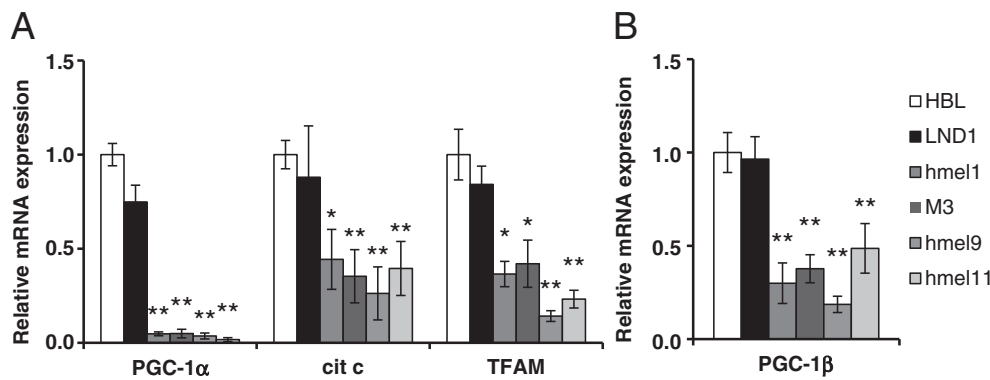 A
Relative mRNA expression
1.5
1.0
0.5
0.0
** ** ** **
* ** ** **
* * ** **
PGC-1α
cit c
TFAM
B
Relative mRNA expression
1.5
1.0
0.5
0.0
** ** ** **
PGC-1β
HBL
LND1
hmel1
M3
hmel9
hmel11